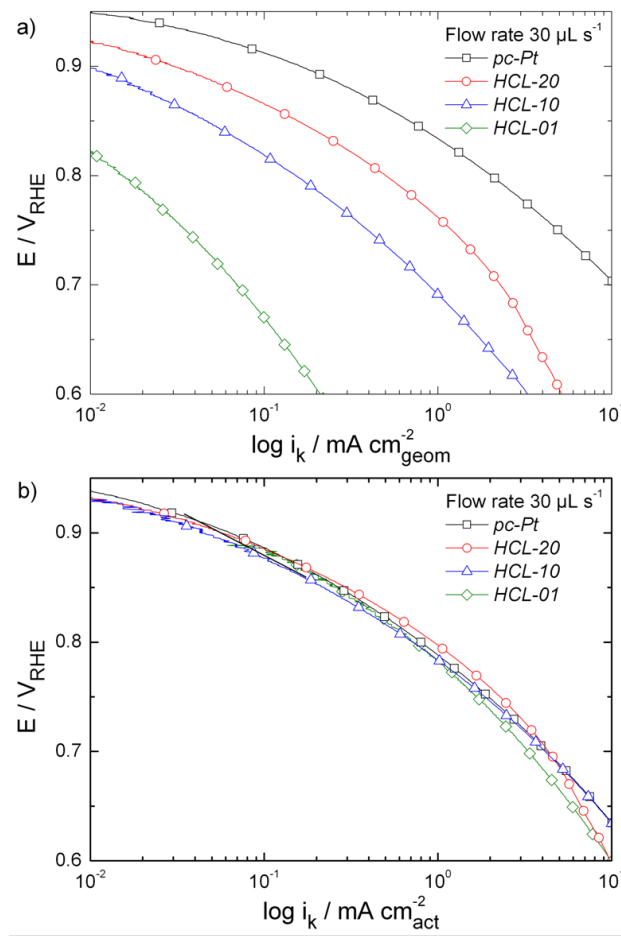 a)
Flow rate 30 µL s⁻¹
pc-Pt
HCL-20
HCL-10
HCL-01
0.9
0.8
0.7
0.6
E / V_RHE
10⁻² 10⁻¹ 10⁰ 10¹
log i_k / mA cm⁻²_geom
b)
Flow rate 30 µL s⁻¹
pc-Pt
HCL-20
HCL-10
HCL-01
0.9
0.8
0.7
0.6
E / V_RHE
10⁻² 10⁻¹ 10⁰ 10¹
log i_k / mA cm⁻²_act